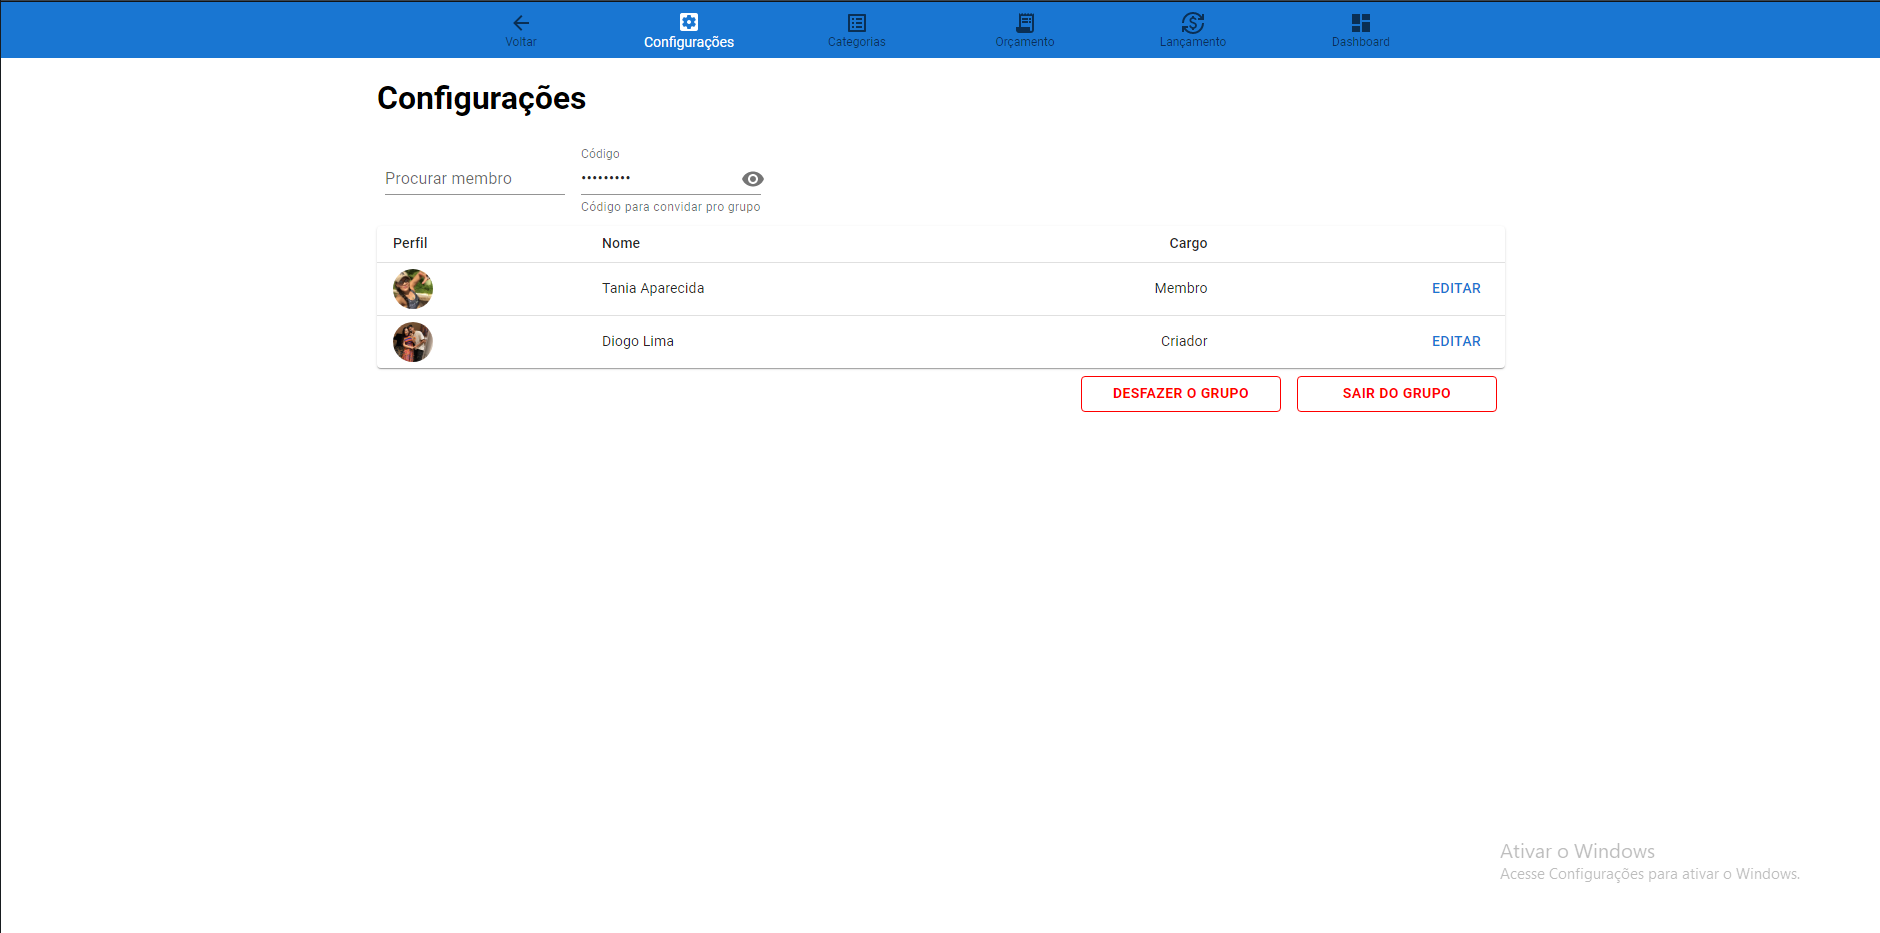 Voltar
Configurações
Categorias
Orçamento
Lançamento
Dashboard
Configurações
Código
Procurar membro
•••••••••
Código para convidar pro grupo
Perfil Nome Cargo
Tania Aparecida Membro EDITAR
Diogo Lima Criador EDITAR
DESFAZER O GRUPO SAIR DO GRUPO
Ativar o Windows
Acesse Configurações para ativar o Windows.